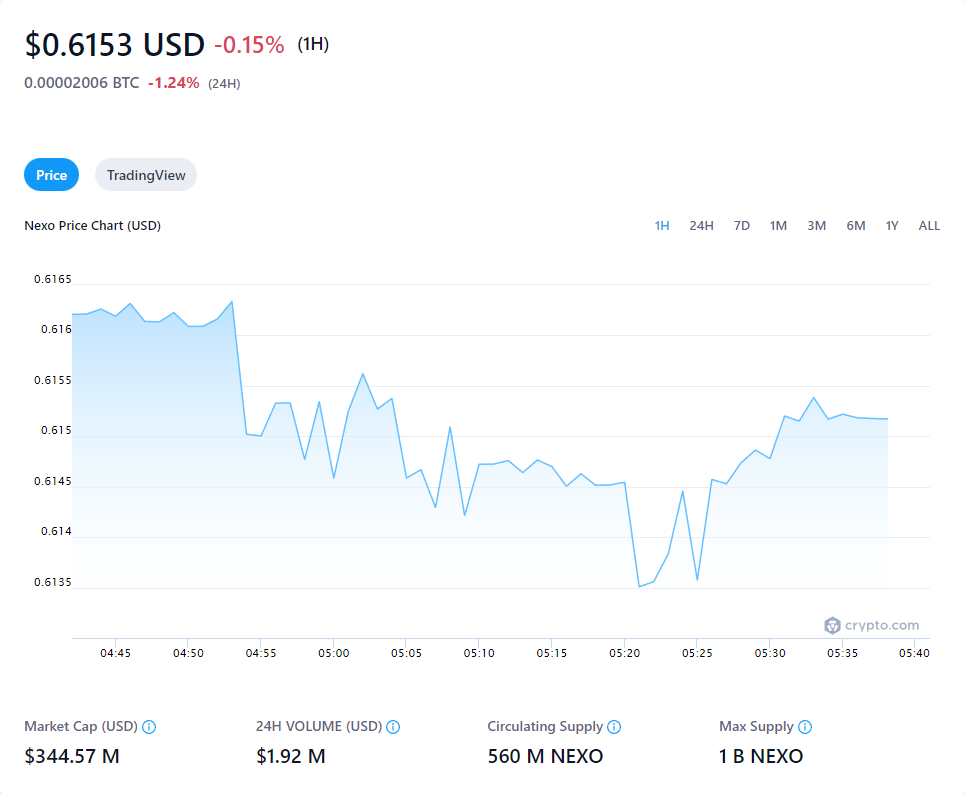 $0.6153 USD -0.15% (1H)
0.00002006 BTC -1.24% (24H)
Price TradingView
Nexo Price Chart (USD) 1H 24H 7D 1M 3M 6M 1Y ALL
0.6165
0.616
0.6155
0.615
0.6145
0.614
0.6135
crypto.com
04:45 04:50 04:55 05:00 05:05 05:10 05:15 05:20 05:25 05:30 05:35 05:40
Market Cap (USD) 24H VOLUME (USD) Circulating Supply Max Supply
$344.57 M $1.92 M 560 M NEXO 1 B NEXO